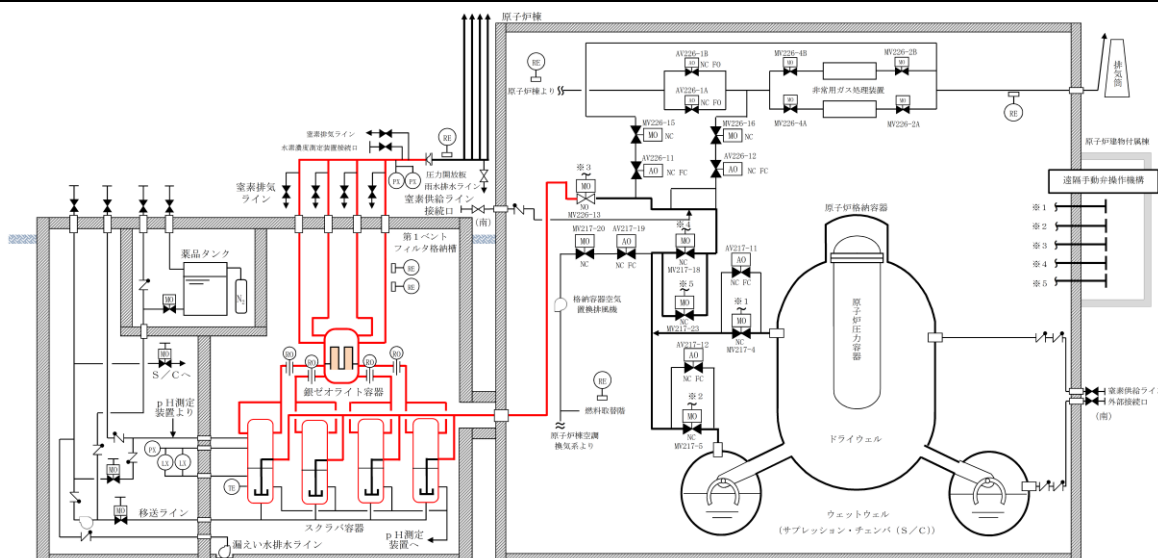 原子炉棟
RE
原子炉棟より
AV226-1B
AO
NC FO
AV226-1A
AO
NC FO
MV226-4B
MO
MV226-2B
MO
非常用ガス処理装置
MO
MV226-4A
MO
MV226-2A
RE
排気筒
MV226-15
MO
NC
MV226-16
MO
NC
AV226-11
AO
NC FC
AV226-12
AO
NC FC
原子炉建物付属棟
遠隔手動弁操作機構
※1
※2
※3
※4
※5
窒素排気ライン
水素濃度測定装置接続口
RE
PX
PX
圧力開放板
雨水排水ライン
窒素排気
ライン
窒素供給ライン
接続口
(南)
※3
MO
NO
MV226-13
MV217-20
MO
NC
AV217-19
AO
NC FC
※4
MO
NC
MV217-18
AV217-11
AO
NC FC
※5
MO
NC
MV217-23
※1
MO
NC
MV217-4
原子炉格納容器
原子炉圧力容器
第1ベント
フィルタ格納槽
RE
RE
薬品タンク
MO
N2
格納容器空気
置換排風機
AV217-12
AO
NC FC
RE
燃料取替階
原子炉棟空調
換気系より
※2
MO
NC
MV217-5
MO
S/Cへ
RO
RO
RO
RO
銀ゼオライト容器
pH測定
装置より
PX
LX
LX
MO
TE
移送ライン
MO
スクラバ容器
漏えい水排水ライン
pH測定
装置へ
ドライウェル
ウェットウェル
(サプレッション・チェンバ(S/C))
窒素供給ライン
外部接続口
(南)